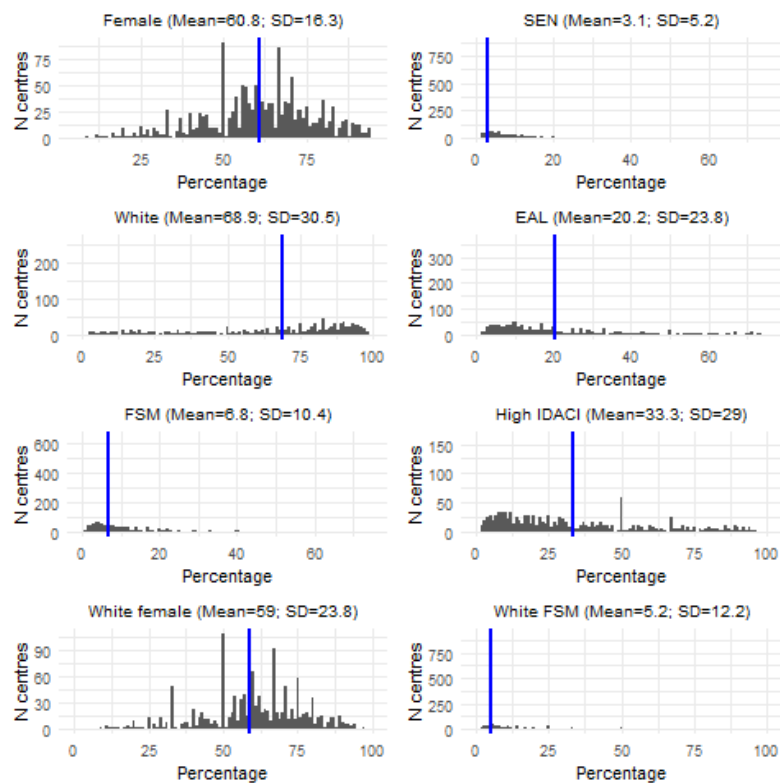 Female (Mean=60.8; SD=16.3)
N centres
75
50
25
0
25 50 75
Percentage
SEN (Mean=3.1; SD=5.2)
N centres
750
500
250
0
0 20 40 60
Percentage
White (Mean=68.9; SD=30.5)
N centres
200
100
0
0 25 50 75 100
Percentage
EAL (Mean=20.2; SD=23.8)
N centres
300
200
100
0
0 20 40 60
Percentage
FSM (Mean=6.8; SD=10.4)
N centres
600
400
200
0
0 20 40 60
Percentage
High IDACI (Mean=33.3; SD=29)
N centres
150
100
50
0
0 25 50 75 100
Percentage
White female (Mean=59; SD=23.8)
N centres
90
60
30
0
0 25 50 75 100
Percentage
White FSM (Mean=5.2; SD=12.2)
N centres
750
500
250
0
0 25 50 75 100
Percentage